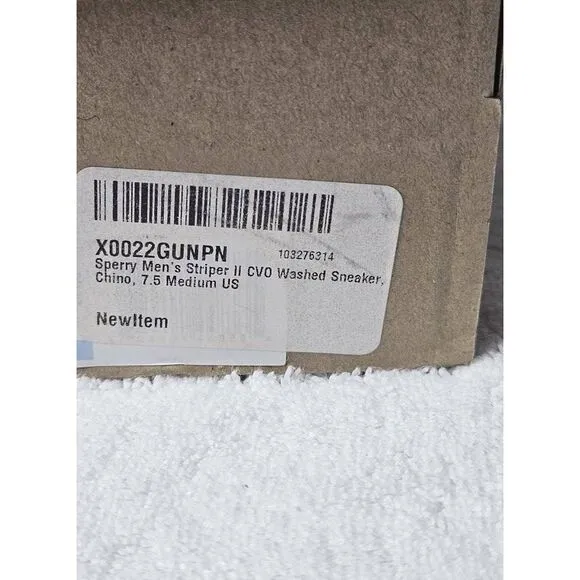 X0022GUNPN 103276314
Sperry Men's Striper II CVO Washed Sneaker,
Chino, 7.5 Medium US
NewItem